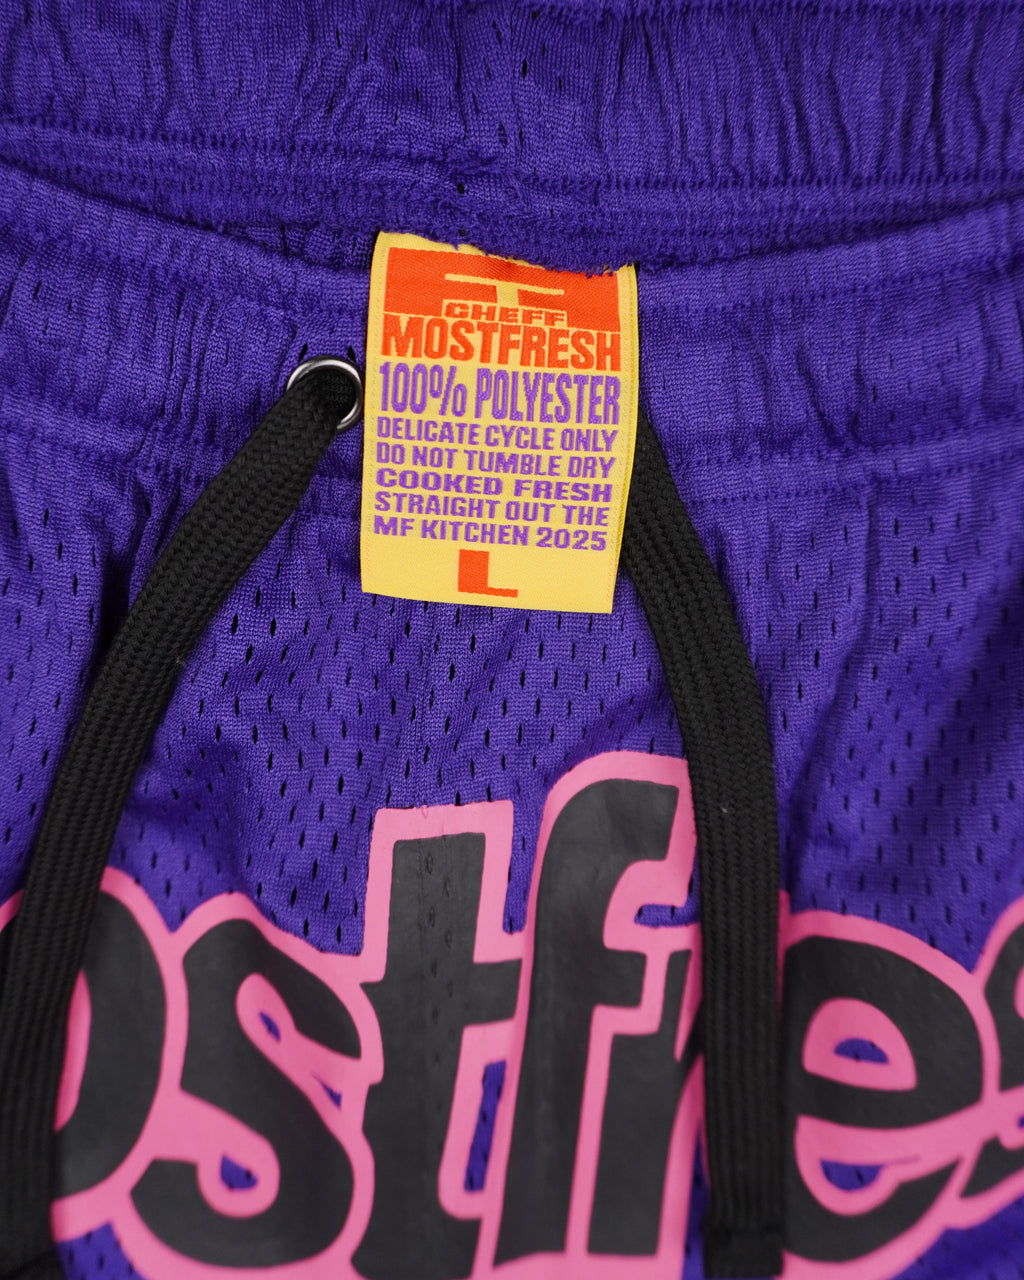 CHEFF
MOSTFRESH
100% POLYESTER
DELICATE CYCLE ONLY
DO NOT TUMBLE DRY
COOKED FRESH
STRAIGHT OUT THE
MF KITCHEN 2025
L
ostfres